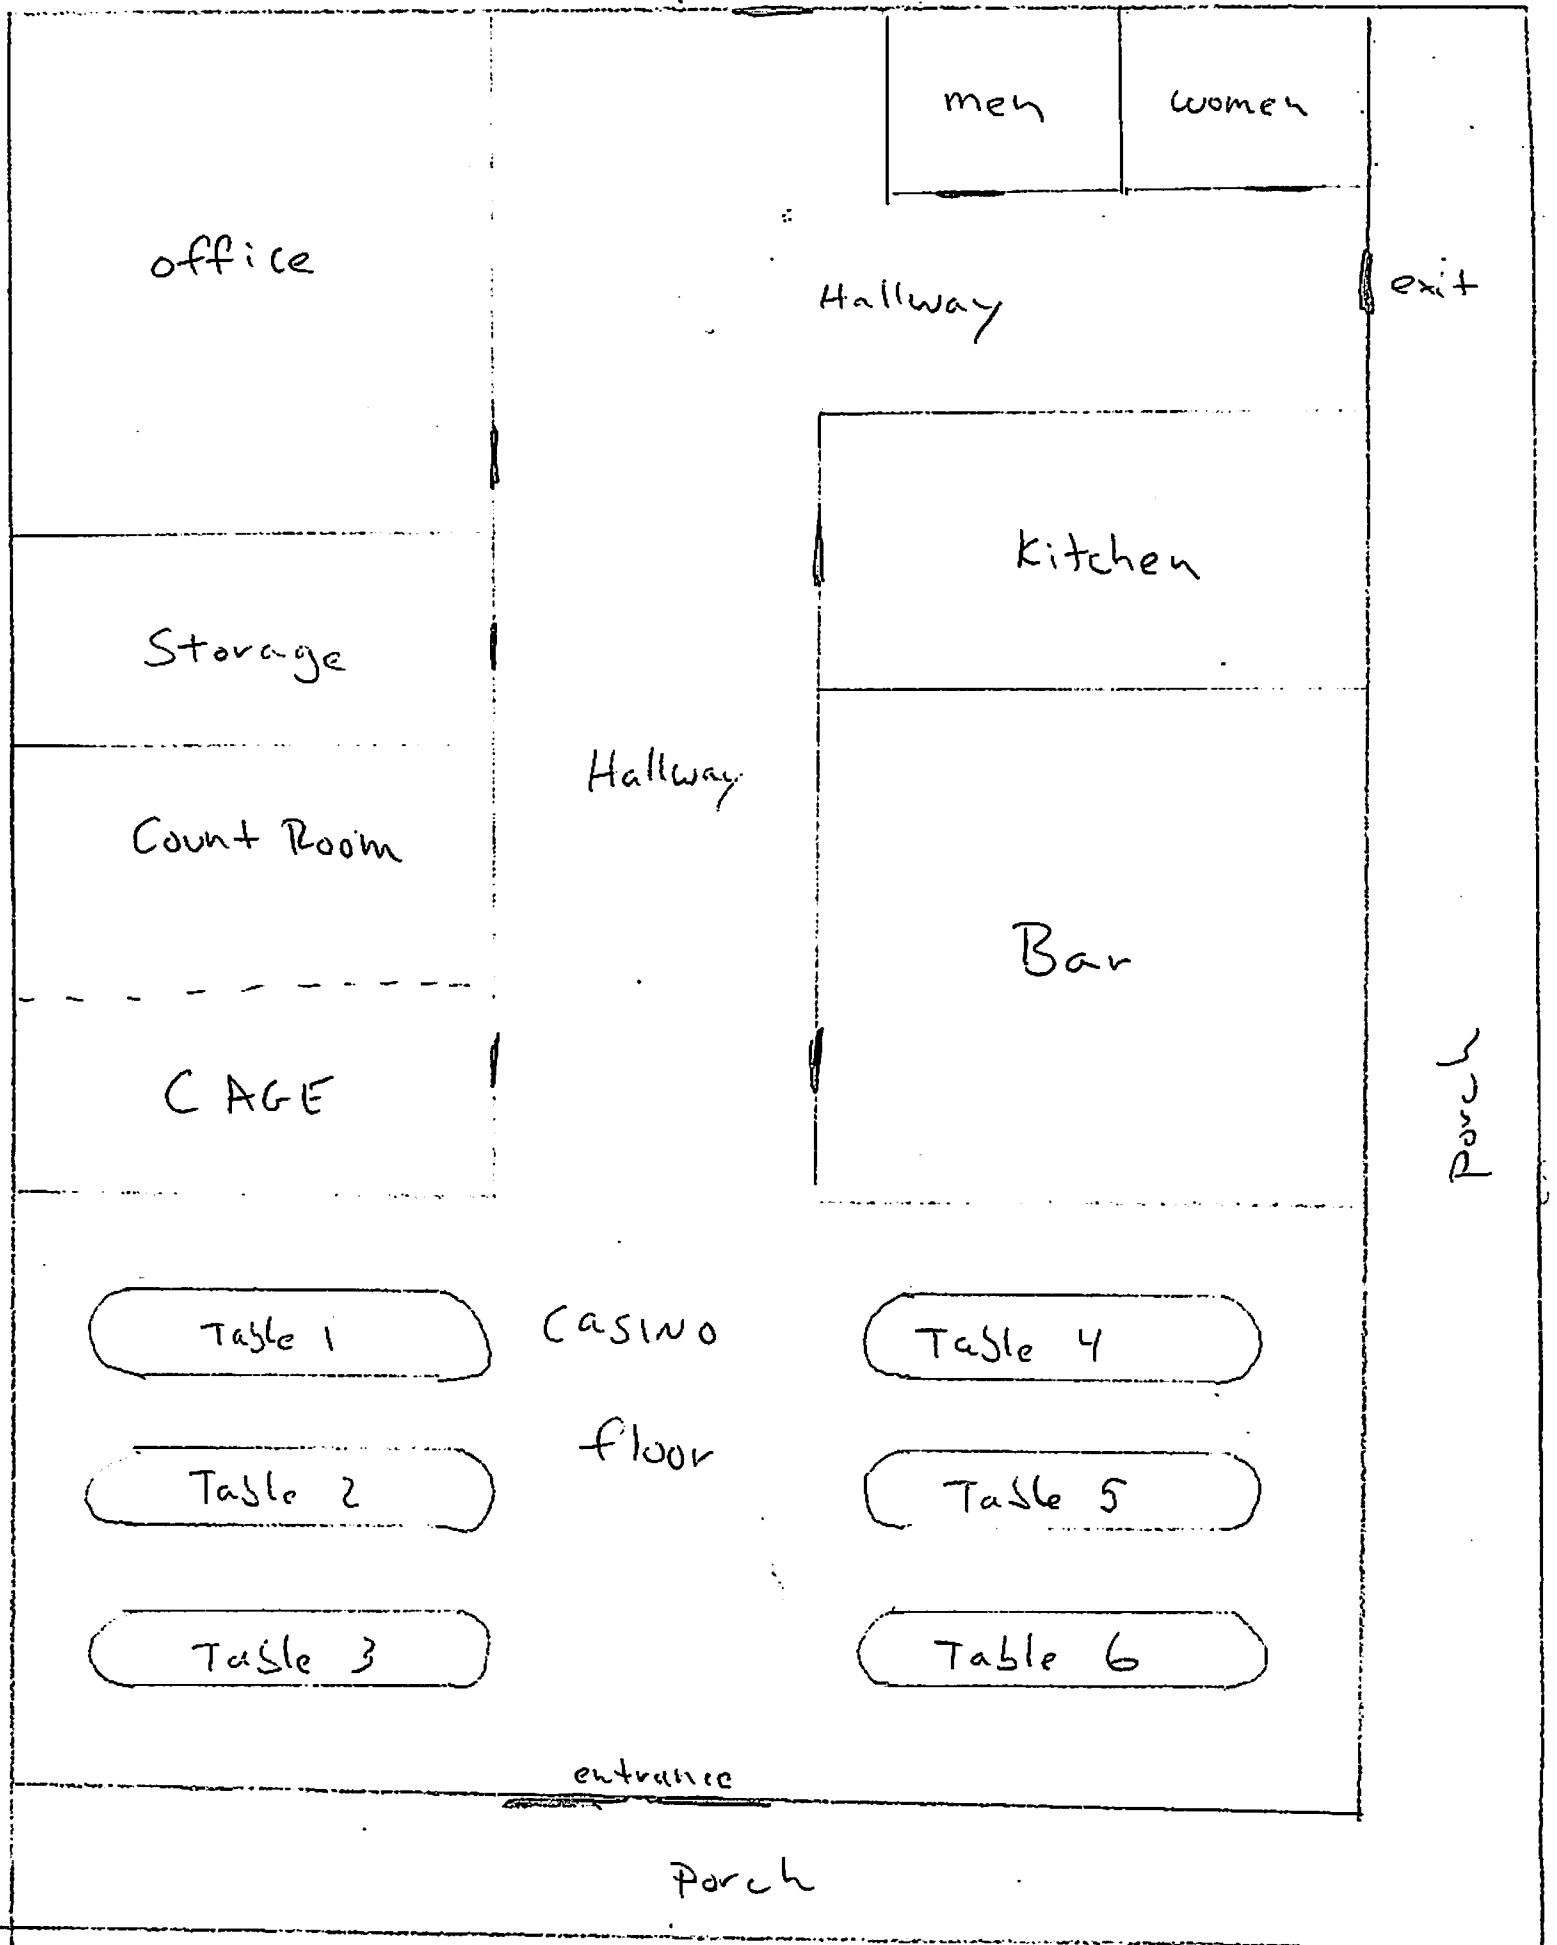 men
women
office
Hallway
exit
Kitchen
Storage
Hallway
Count Room
Bar
CAGE
Porch
Table 1
Casino
floor
Table 4
Table 2
Table 5
Table 3
Table 6
entrance
Porch